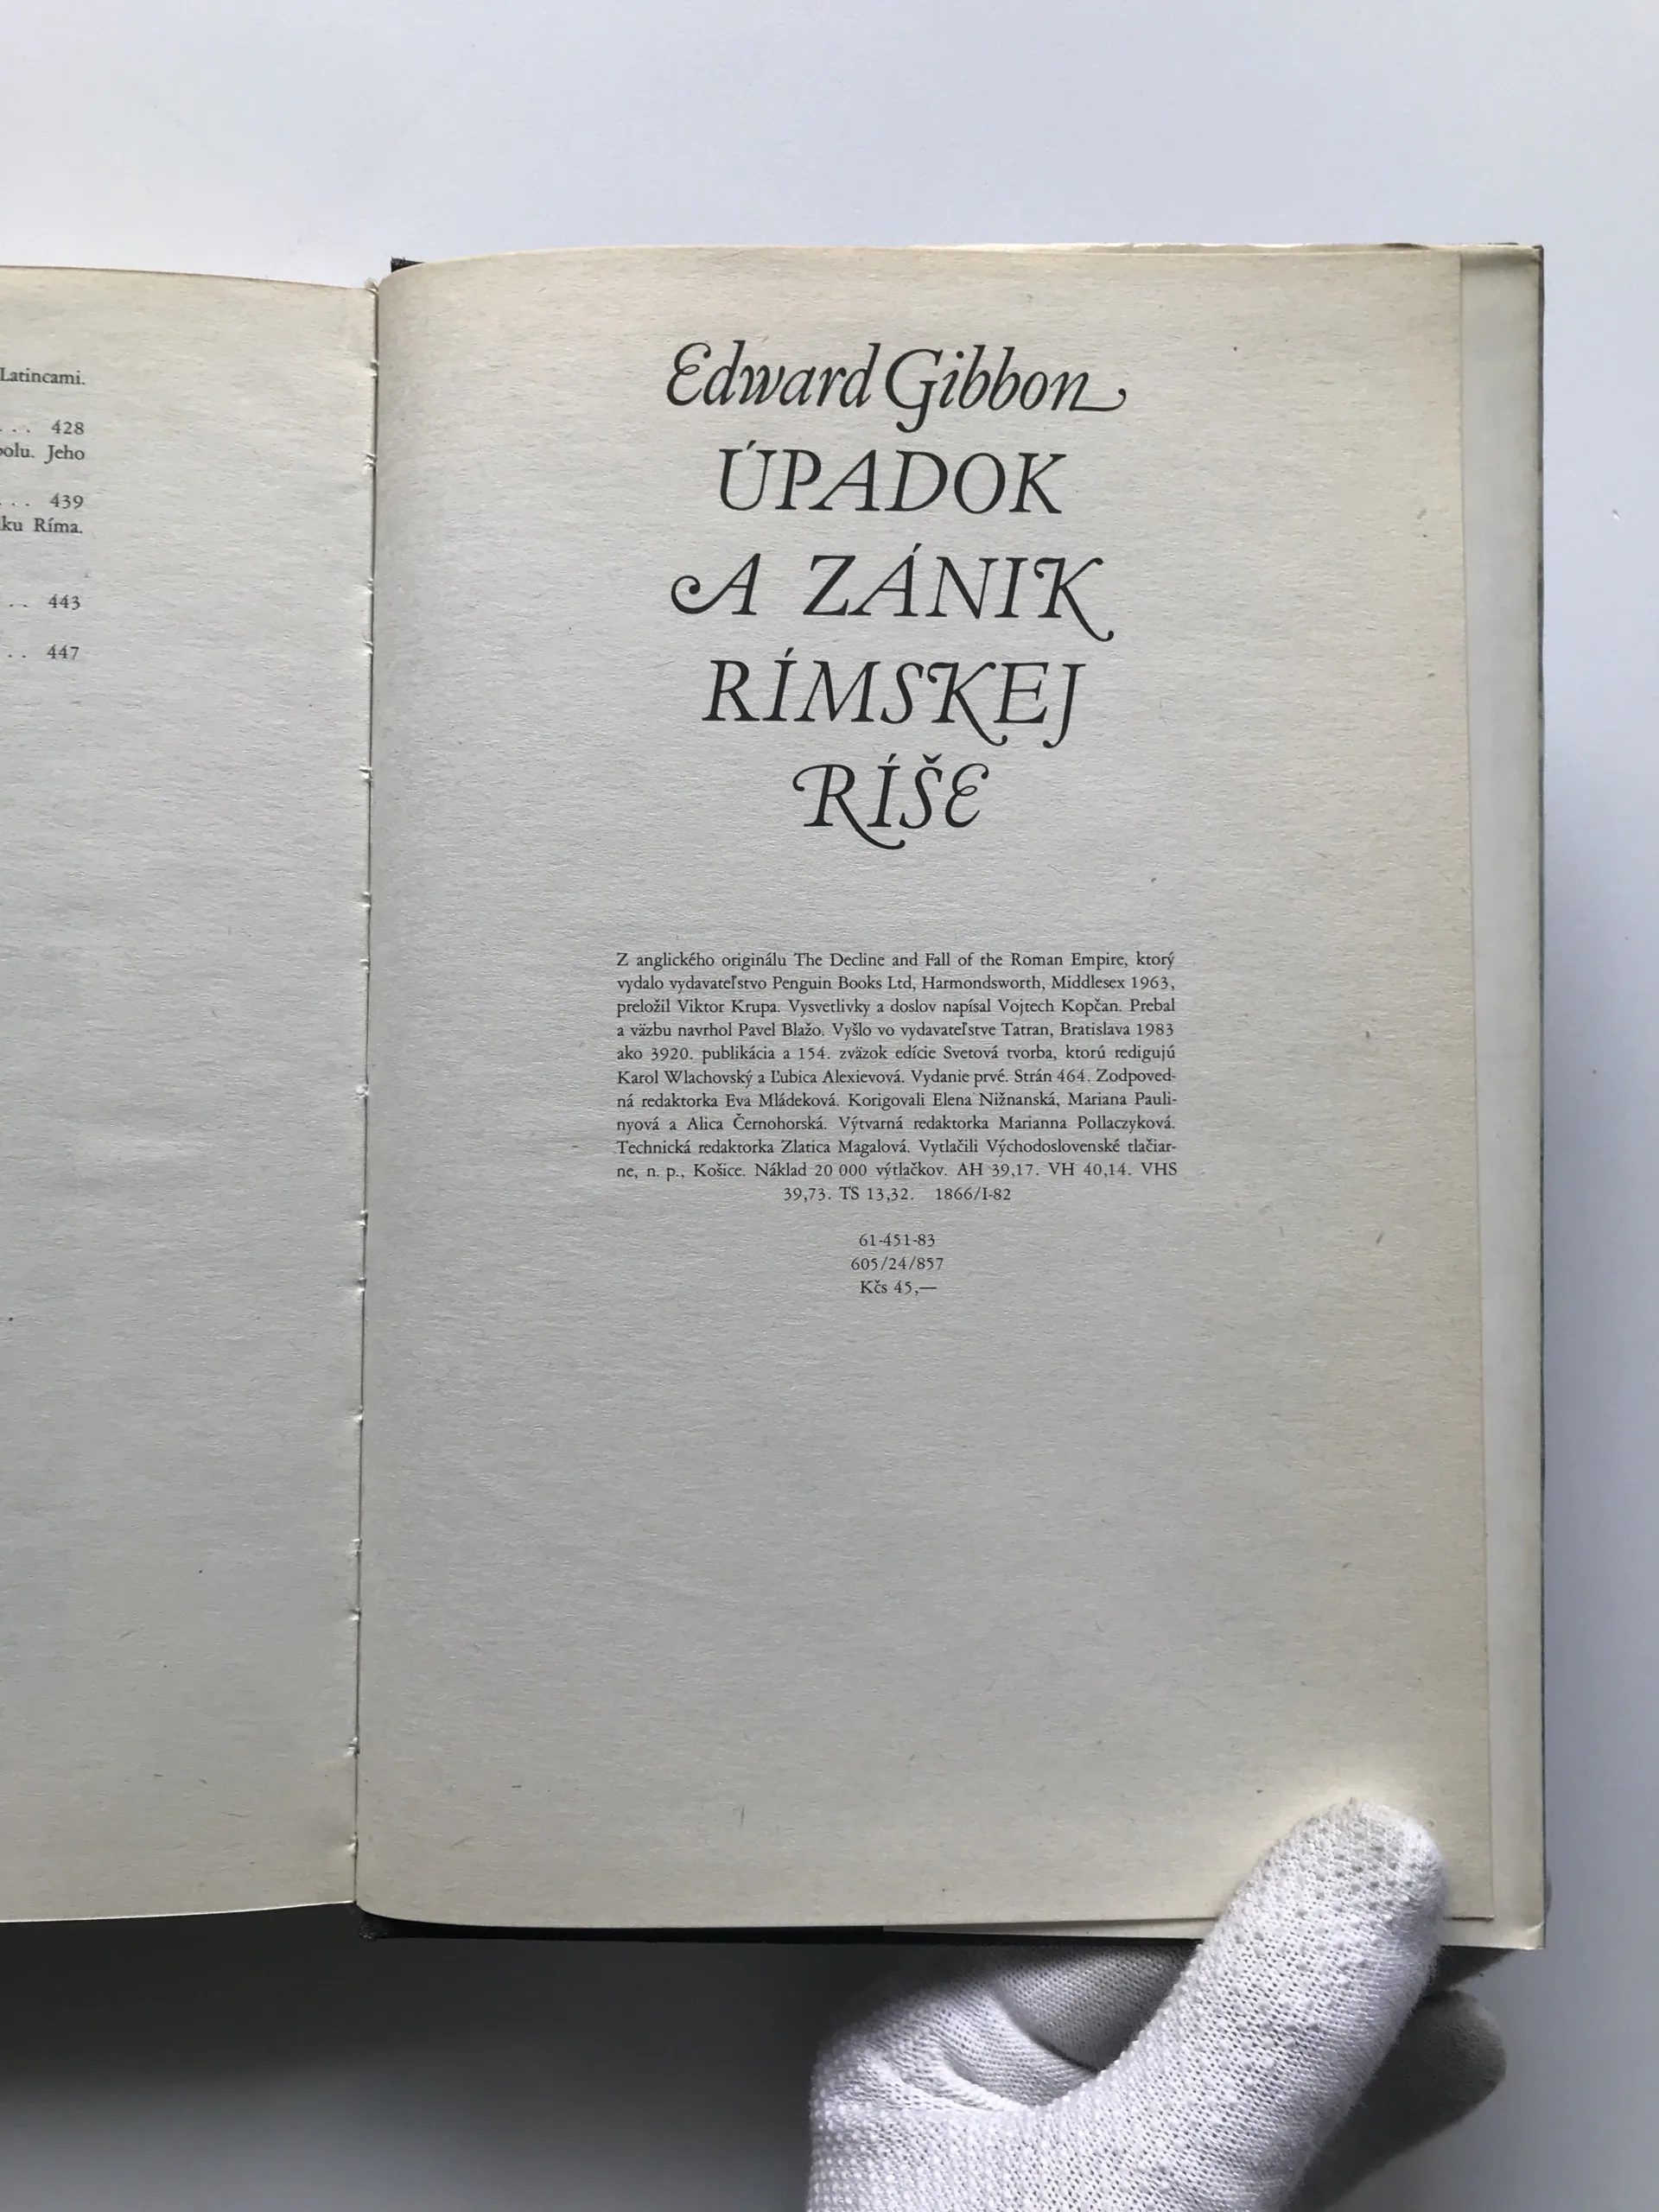 Latincami.
. . . 428
polu. Jeho
. . . 439
ku Ríma.
. . 443
. . 447
Edward Gibbon
ÚPADOK
A ZÁNIK
RÍMSKEJ
RÍŠE
Z anglického originálu The Decline and Fall of the Roman Empire, ktorý
vydalo vydavateľstvo Penguin Books Ltd, Harmondsworth, Middlesex 1963,
preložil Viktor Krupa. Vysvetlivky a doslov napísal Vojtech Kopčan. Prebal
a väzbu navrhol Pavel Blažo. Vyšlo vo vydavateľstve Tatran, Bratislava 1983
ako 3920. publikácia a 154. zväzok edície Svetová tvorba, ktorú redigujú
Karol Wlachovský a Ľubica Alexievová. Vydanie prvé. Strán 464. Zodpoved-
ná redaktorka Eva Mládeková. Korigovali Elena Nižnanská, Mariana Pauli-
nyová a Alica Černohorská. Výtvarná redaktorka Marianna Pollaczyková.
Technická redaktorka Zlatica Magalová. Vytlačili Východoslovenské tlačiar-
ne, n. p., Košice. Náklad 20 000 výtlačkov. AH 39,17. VH 40,14. VHS
39,73. TS 13,32. 1866/I-82
61-451-83
605/24/857
Kčs 45,—